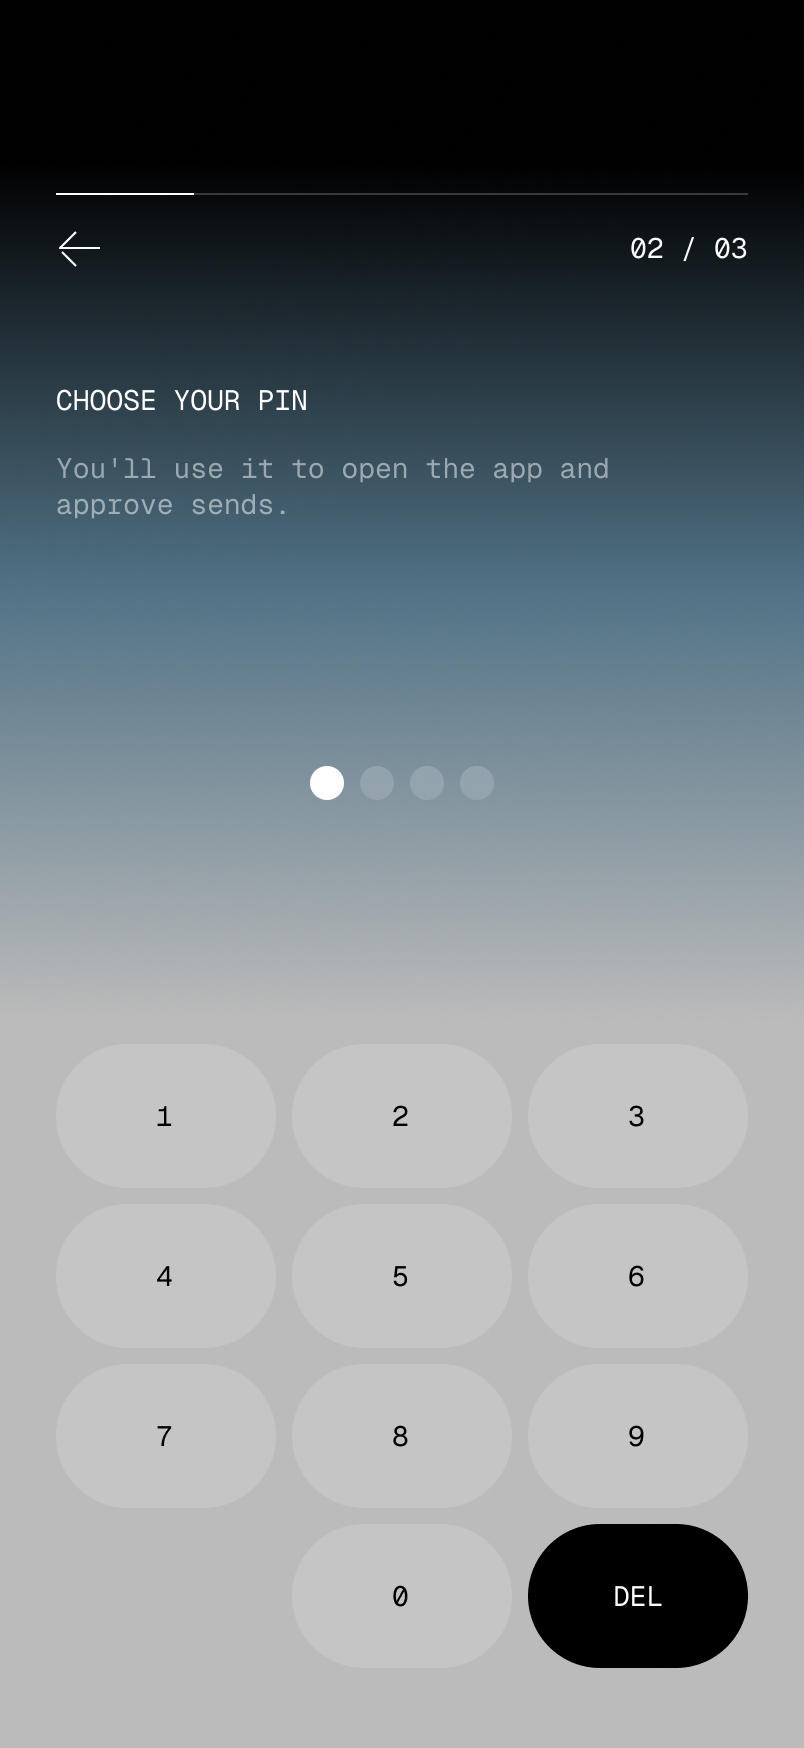 02 / 03
CHOOSE YOUR PIN
You'll use it to open the app and
approve sends.
1 2 3
4 5 6
7 8 9
0 DEL